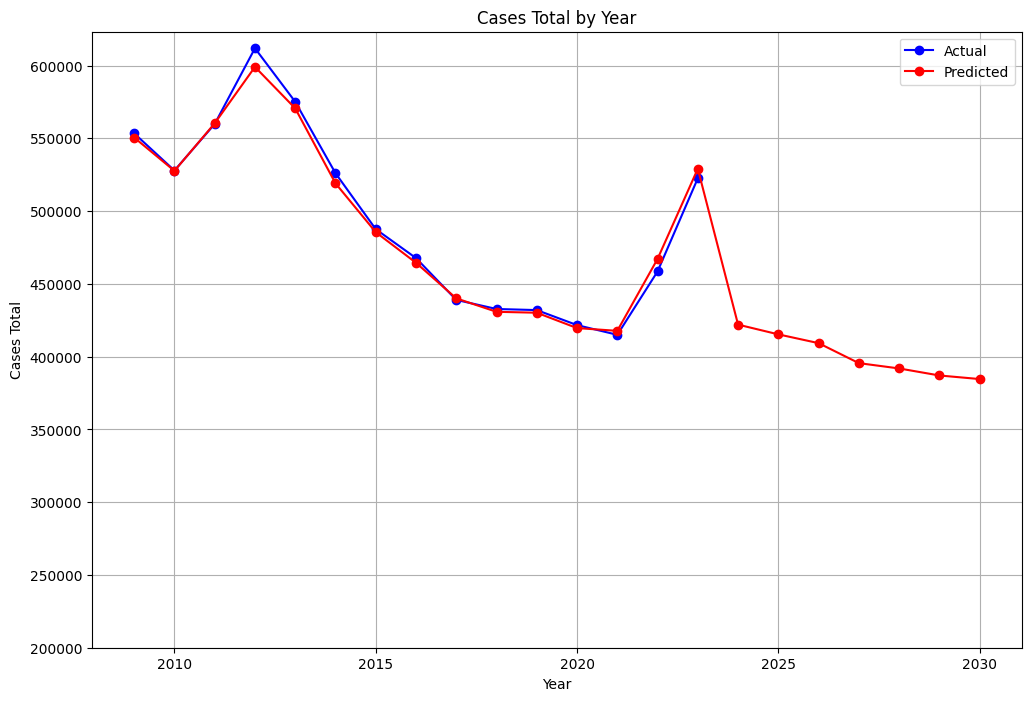 Cases Total by Year
Actual
Predicted
Cases Total
600000
550000
500000
450000
400000
350000
300000
250000
200000
2010
2015
2020
2025
2030
Year